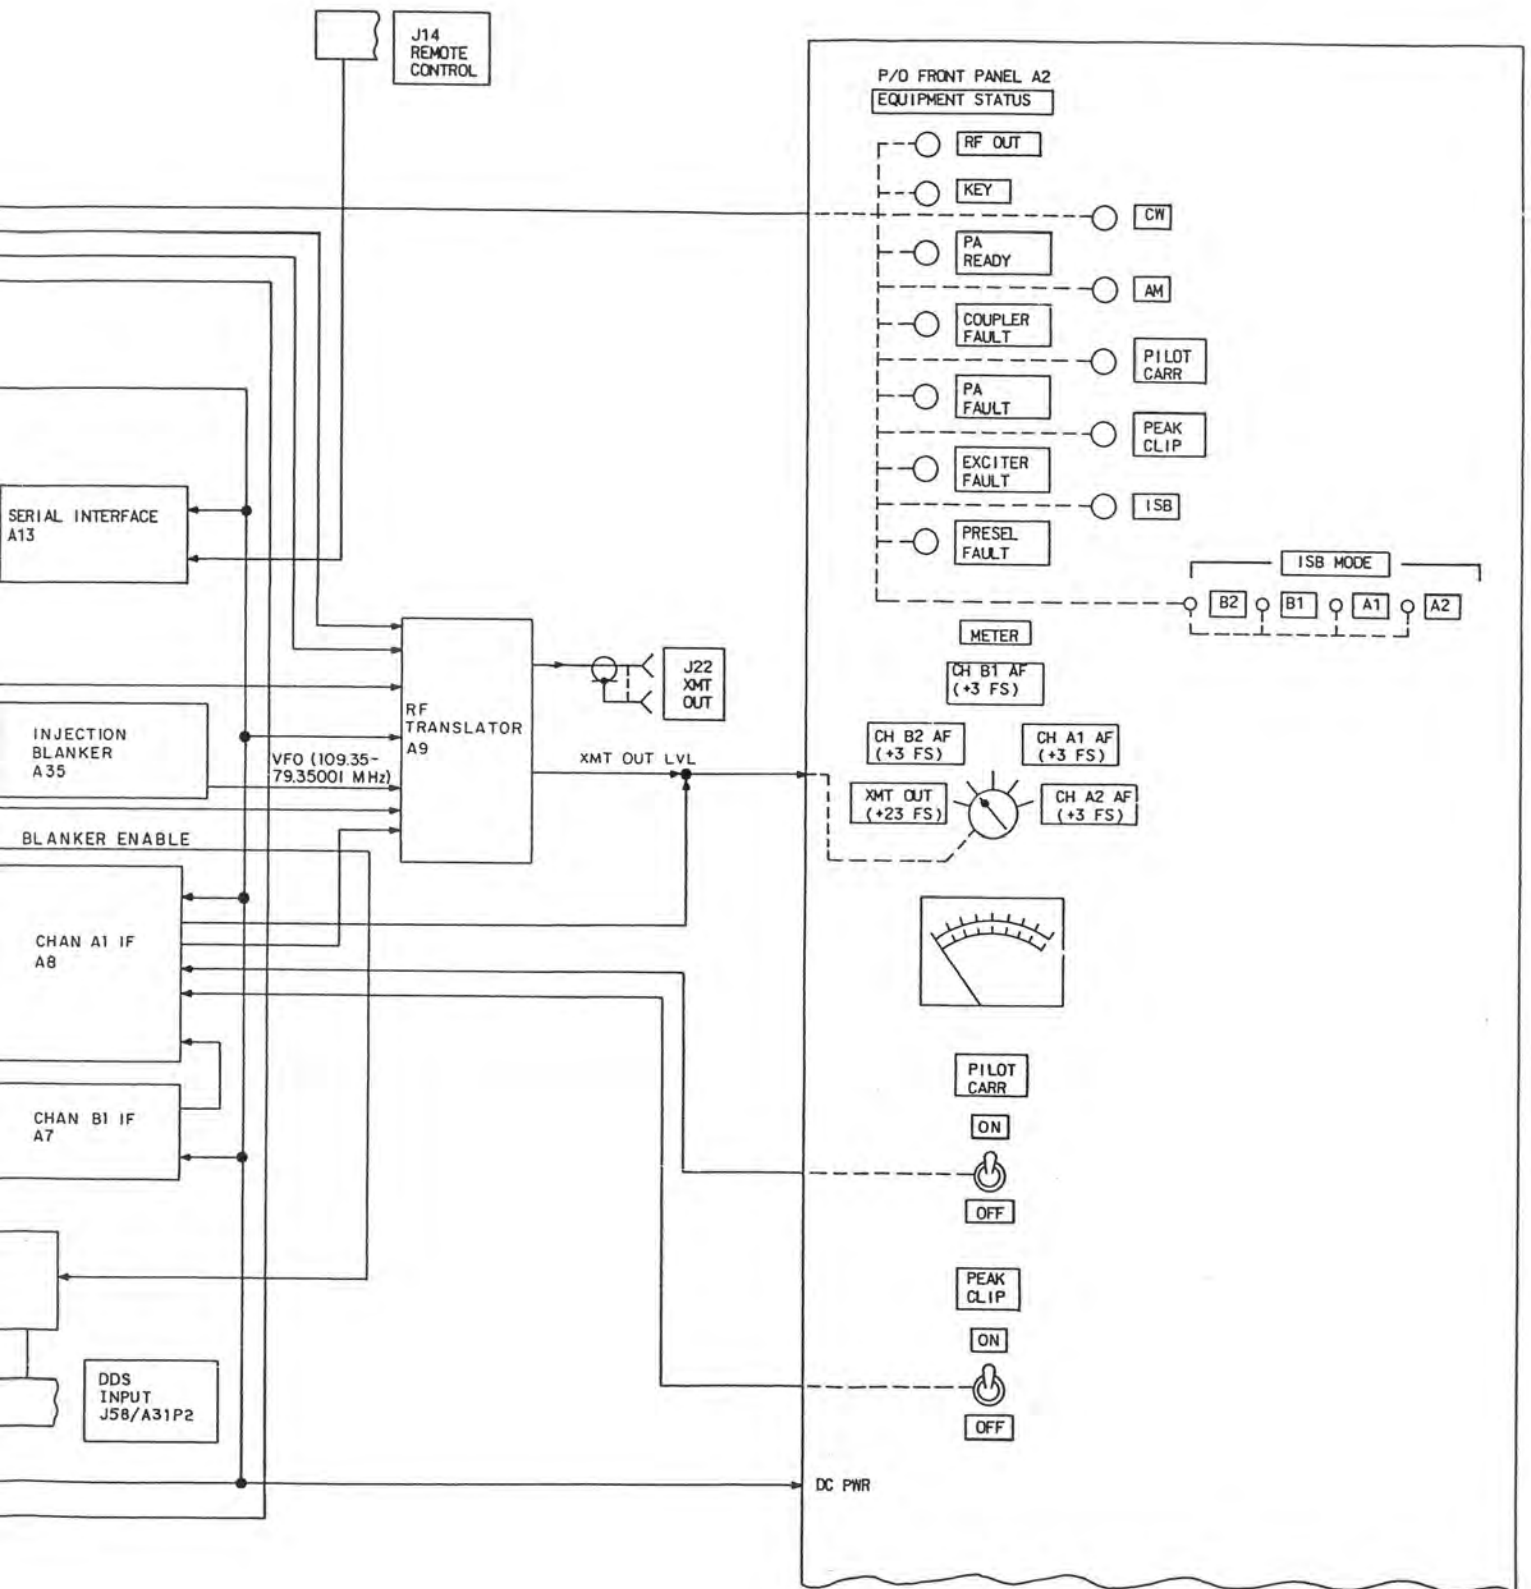 J14
REMOTE
CONTROL
P/O FRONT PANEL A2
EQUIPMENT STATUS
RF OUT
KEY
CW
PA
READY
AM
COUPLER
FAULT
PILOT
CARR
PA
FAULT
PEAK
CLIP
EXCITER
FAULT
ISB
PRESEL
FAULT
ISB MODE
B2
B1
A1
A2
SERIAL INTERFACE
A13
METER
CH B1 AF
(+3 FS)
J22
XMT
OUT
RF
TRANSLATOR
A9
INJECTION
BLANKER
A35
CH B2 AF
(+3 FS)
CH A1 AF
(+3 FS)
VFO (109.35-
79.35001 MHz)
XMT OUT LVL
XMT OUT
(+23 FS)
CH A2 AF
(+3 FS)
BLANKER ENABLE
CHAN A1 IF
A8
PILOT
CARR
ON
OFF
CHAN B1 IF
A7
PEAK
CLIP
ON
OFF
DDS
INPUT
J58/A31P2
DC PWR